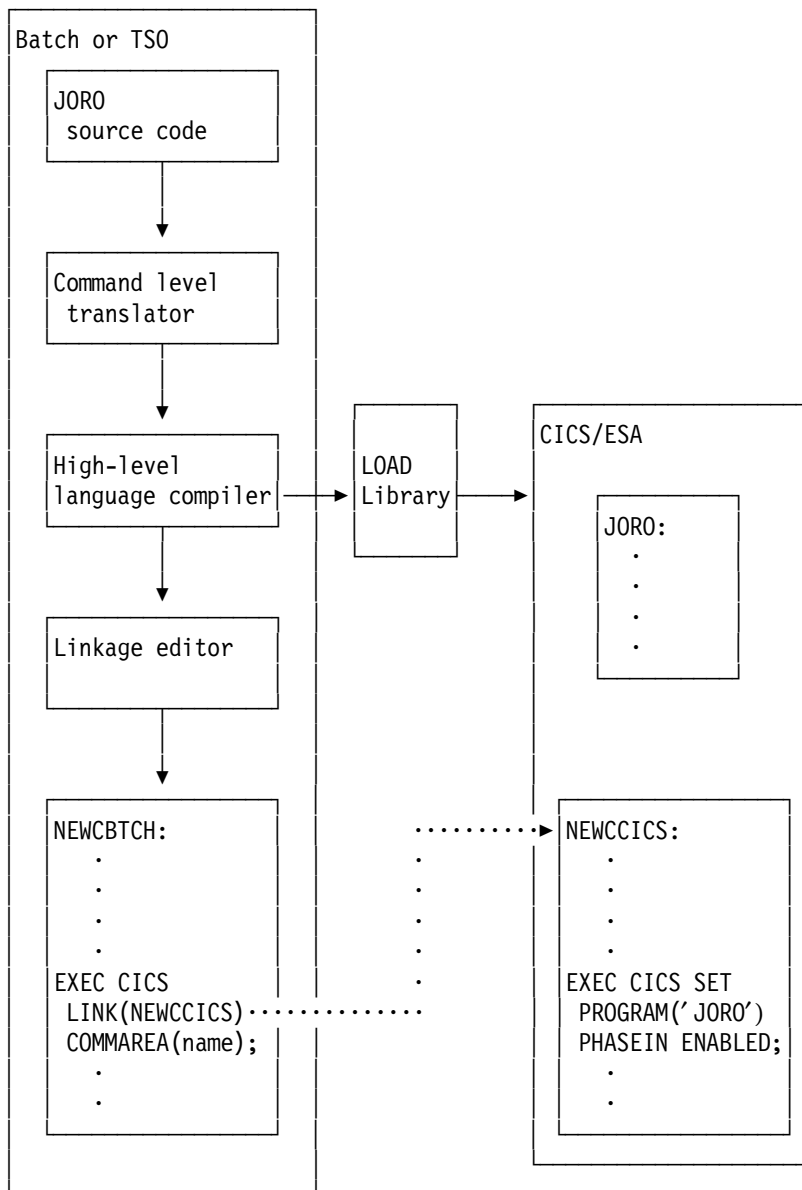 Batch or TSO
JORO
source code
Command level
translator
High-level
language compiler
LOAD
Library
CICS/ESA
JORO:
.
.
.
.
Linkage editor
NEWCBTCH:
.
.
.
.
EXEC CICS
LINK(NEWCCICS)
COMMAREA(name);
.
.
NEWCCICS:
.
.
.
.
EXEC CICS SET
PROGRAM('JORO')
PHASEIN ENABLED;
.
.